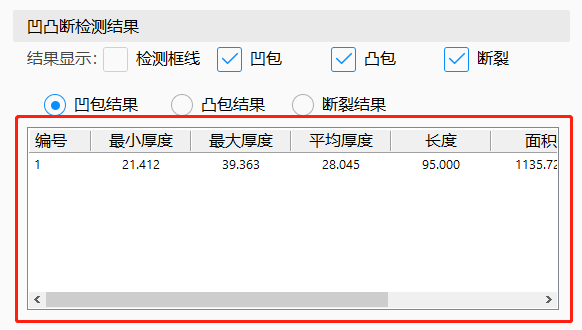 凹凸断检测结果
结果显示: 检测框线 凹包 凸包 断裂
凹包结果 凸包结果 断裂结果
编号 最小厚度 最大厚度 平均厚度 长度 面积
1 21.412 39.363 28.045 95.000 1135.72